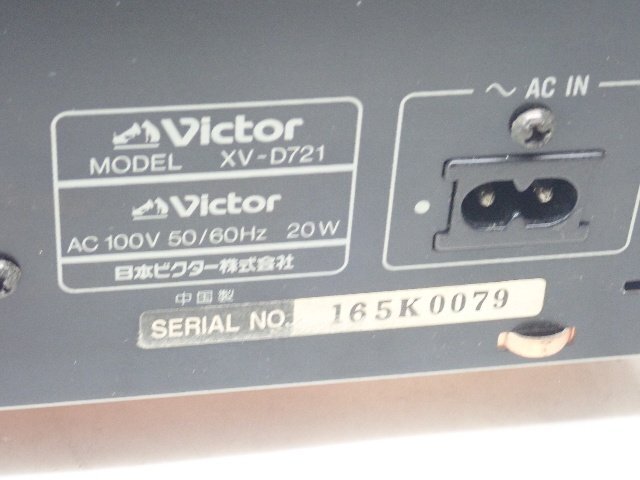 Victor
MODEL XV-D721
Victor
AC 100V 50/60Hz 20W
日本ビクター株式会社
中国製
SERIAL NO. 165K0079
~ AC IN